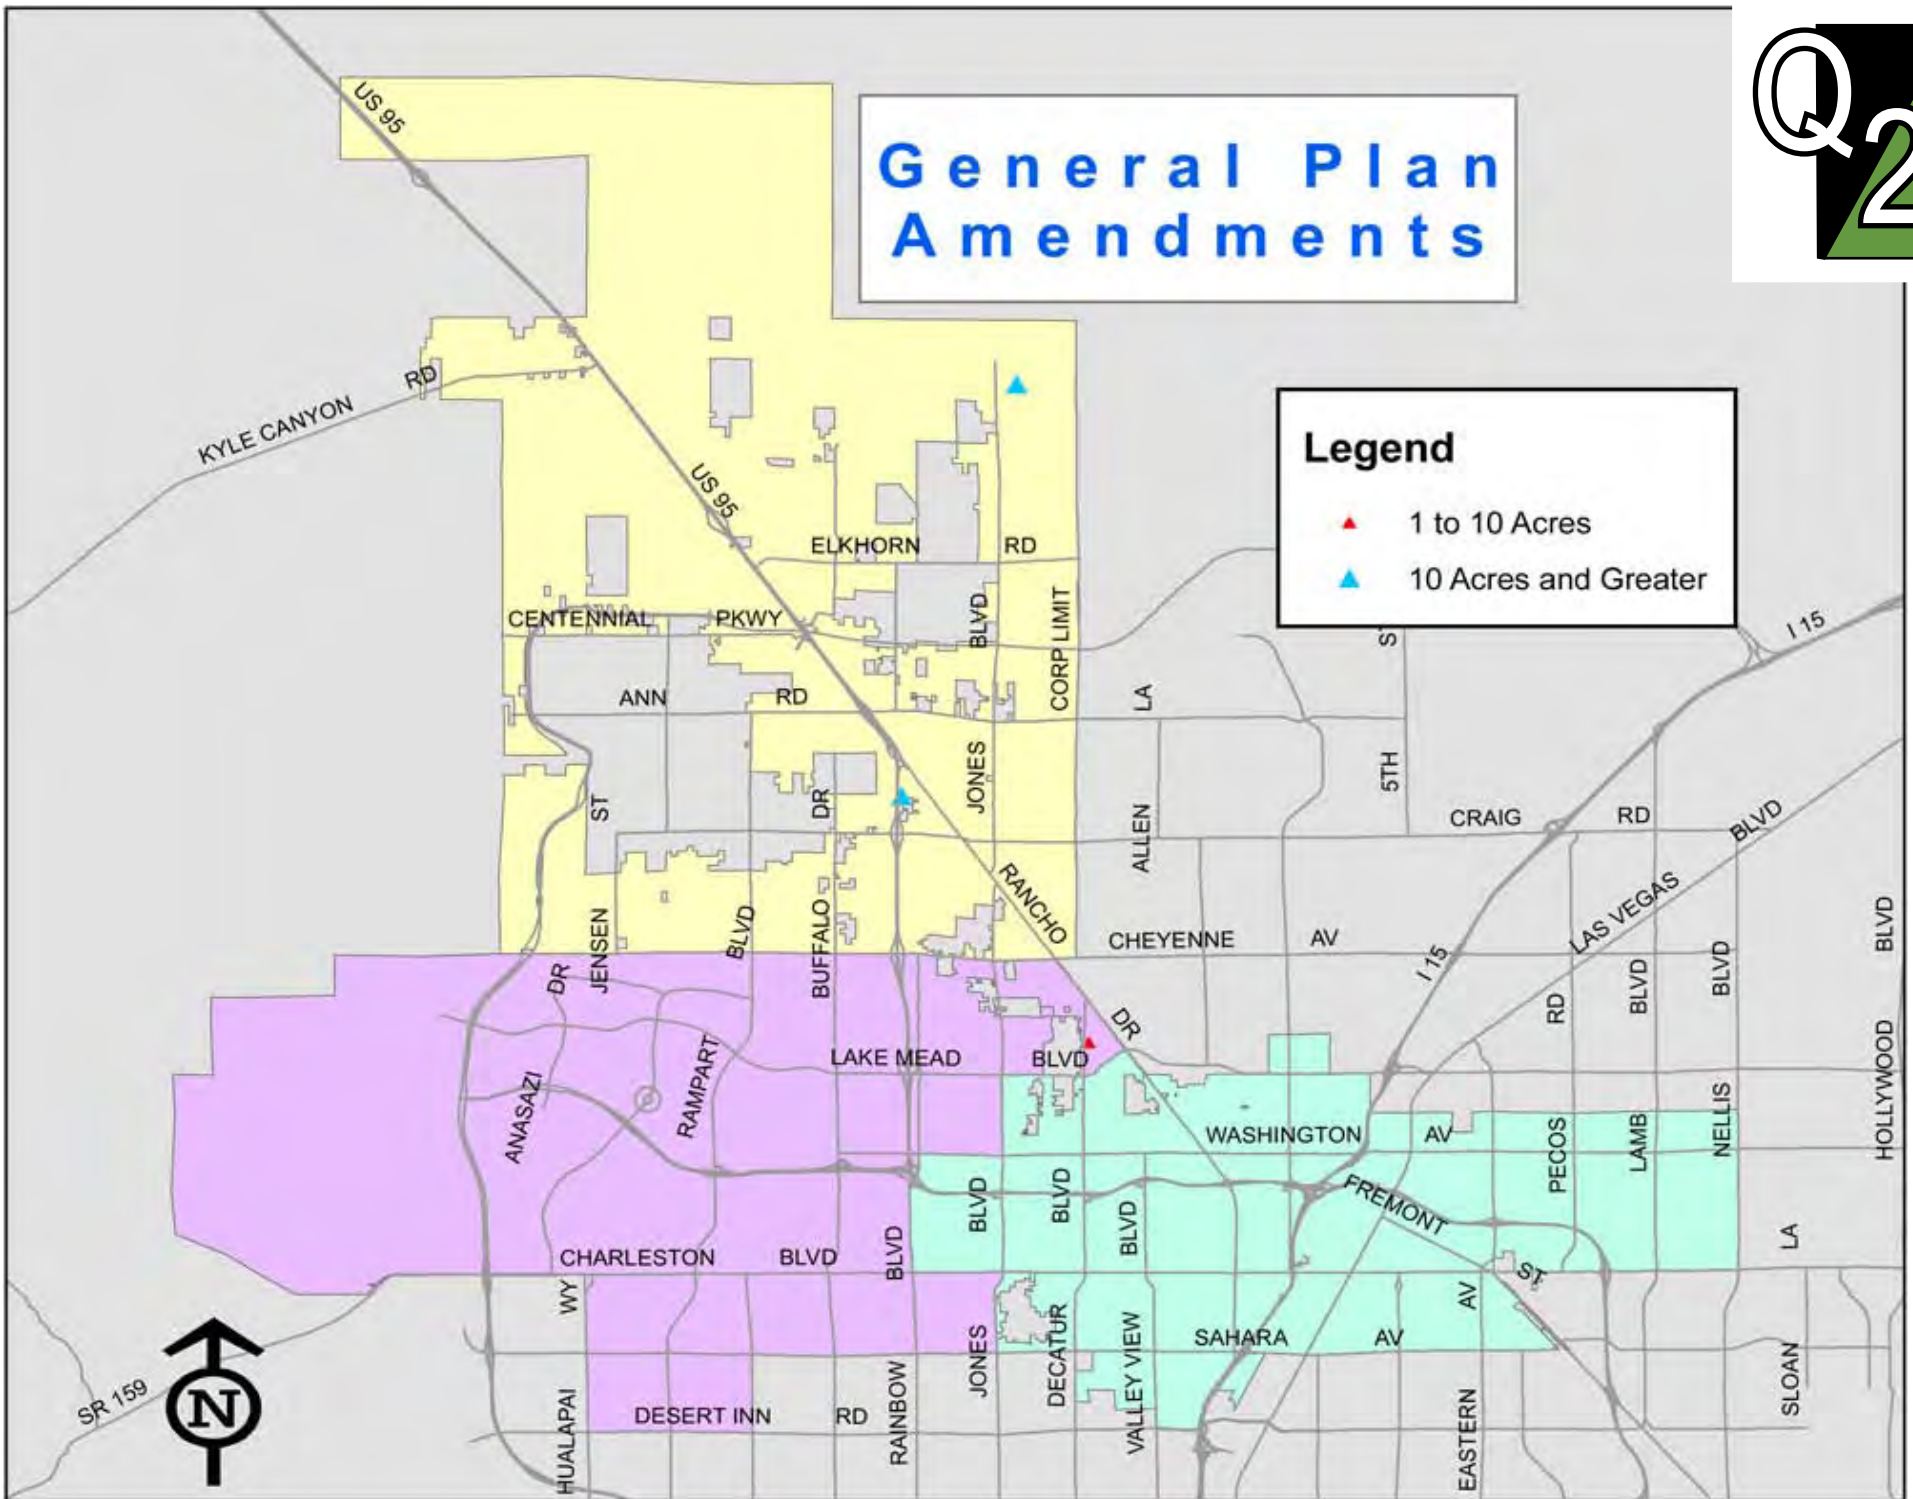 Q
2
General Plan
Amendments
US 95
KYLE CANYON RD
US 95
Legend
1 to 10 Acres
10 Acres and Greater
ELKHORN RD
CENTENNIAL PKWY
BLVD
CORP LIMIT
I 15
ANN RD
LA
JONES
5TH
ST
DR
ALLEN
CRAIG RD
BLVD
RANCHO
LAS VEGAS
JENSEN
BLVD
BUFFALO
CHEYENNE AV
I 15
BLVD
BLVD
BLVD
DR
RD
DR
HOLLYWOOD
LAKE MEAD BLVD
RAMPART
ANASAZI
WASHINGTON AV
PECOS
LAMB
NELLIS
FREMONT
BLVD
BLVD
BLVD
BLVD
CHARLESTON BLVD
LA
ST
WY
AV
SAHARA AV
JONES
DECATUR
VALLEY VIEW
SR 159
N
DESERT INN RD
HUALAPAI
RAINBOW
EASTERN
SLOAN